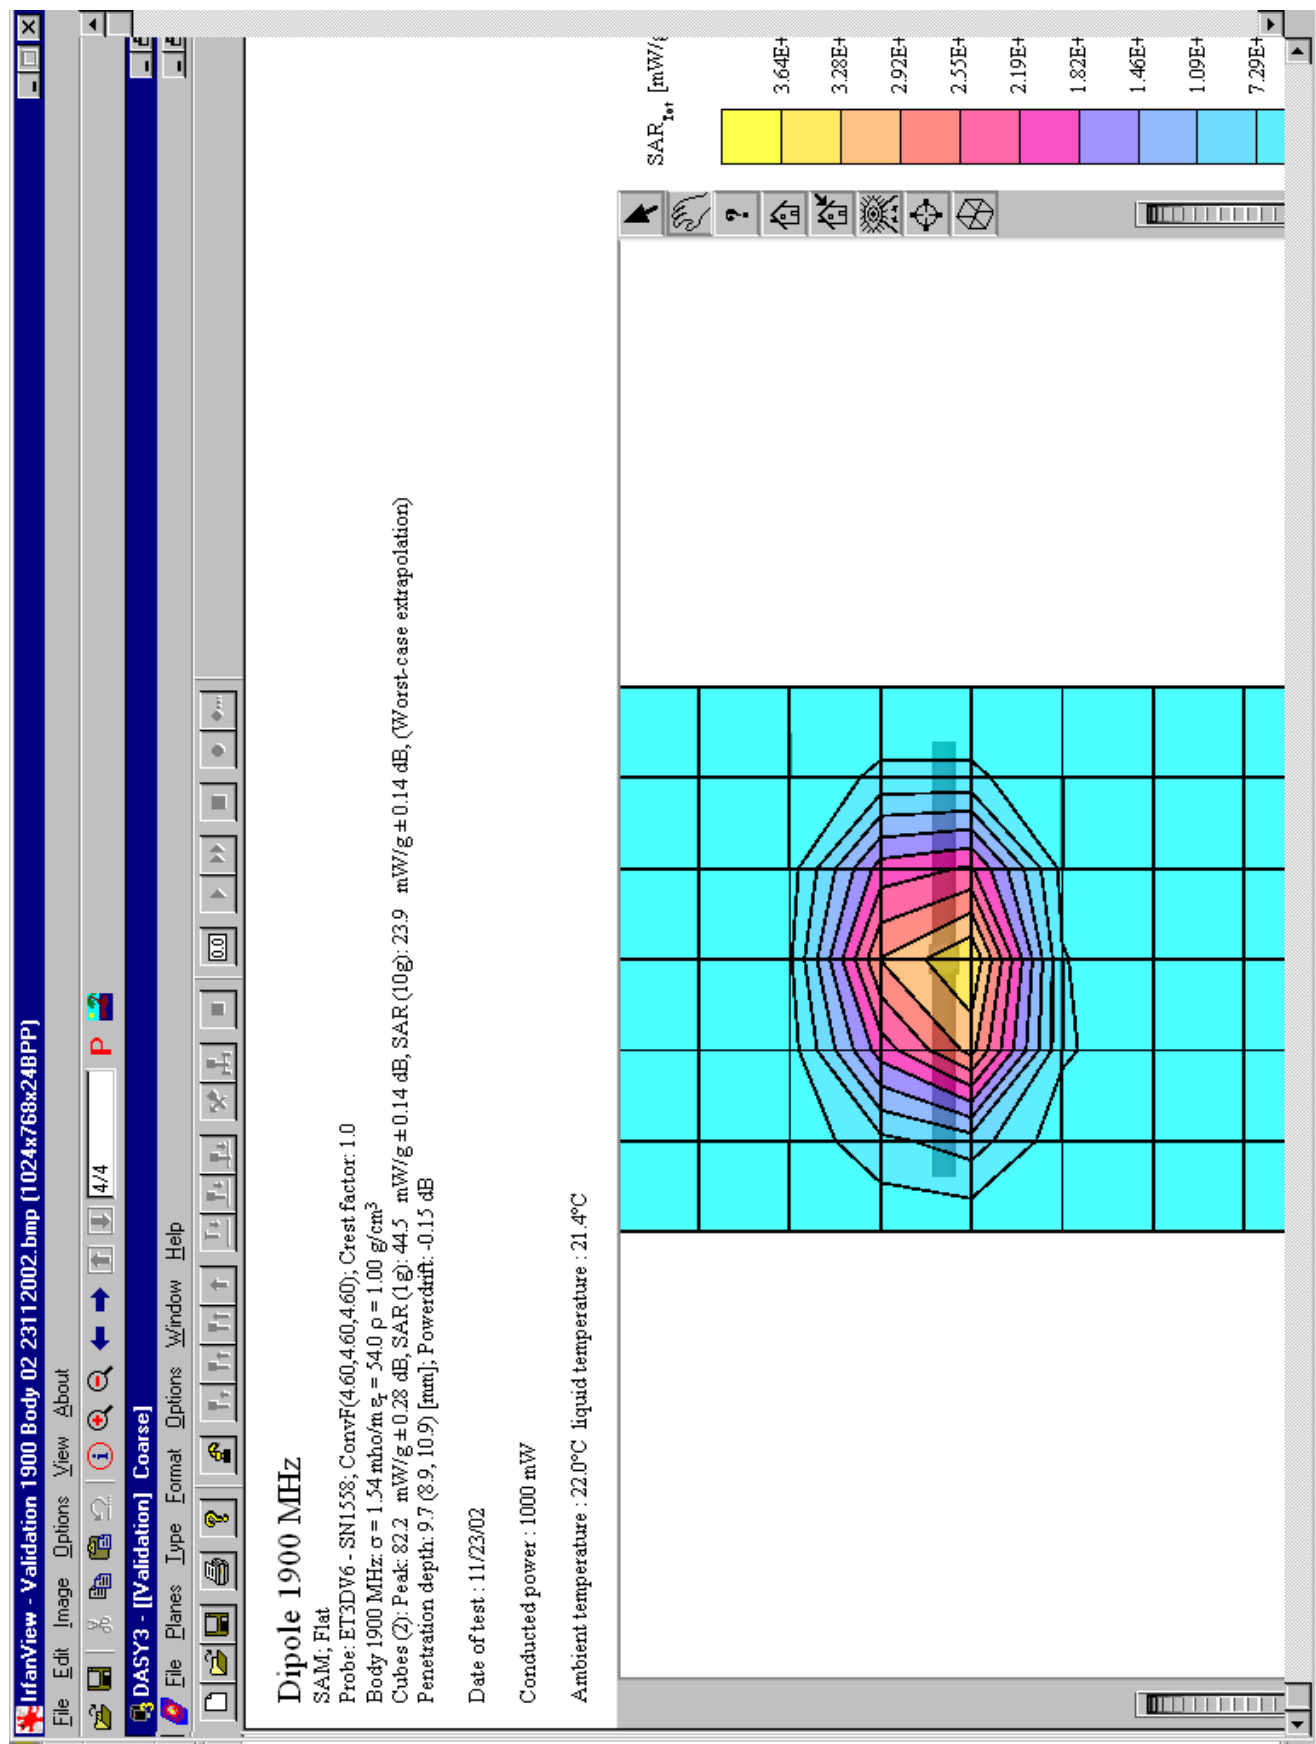 IrfanView - Validation 1900 Body 02 23112002.bmp (1024x768x24BPP)
File Edit Image Options View About
4/4
P
DASY3 - [[Validation] Coarse]
File Planes Type Format Options Window Help
0.0
Dipole 1900 MHz
SAM; Flat
Probe: ET3DV6 - SN1558; ConvF(4.60,4.60,4.60); Crest factor: 1.0
Body 1900 MHz: σ = 1.54 mho/m εr = 54.0 ρ = 1.00 g/cm³
Cubes (2): Peak: 82.2 mW/g ± 0.28 dB, SAR (1g): 44.5 mW/g ± 0.14 dB, SAR (10g): 23.9 mW/g ± 0.14 dB, (Worst-case extrapolation)
Penetration depth: 9.7 (8.9, 10.9) [mm]; Powerdrift: -0.15 dB
Date of test : 11/23/02
Conducted power : 1000 mW
Ambient temperature : 22.0°C liquid temperature : 21.4°C
SARTot [mW/g
3.64E+
3.28E+
2.92E+
2.55E+
2.19E+
1.82E+
1.46E+
1.09E+
7.29E+